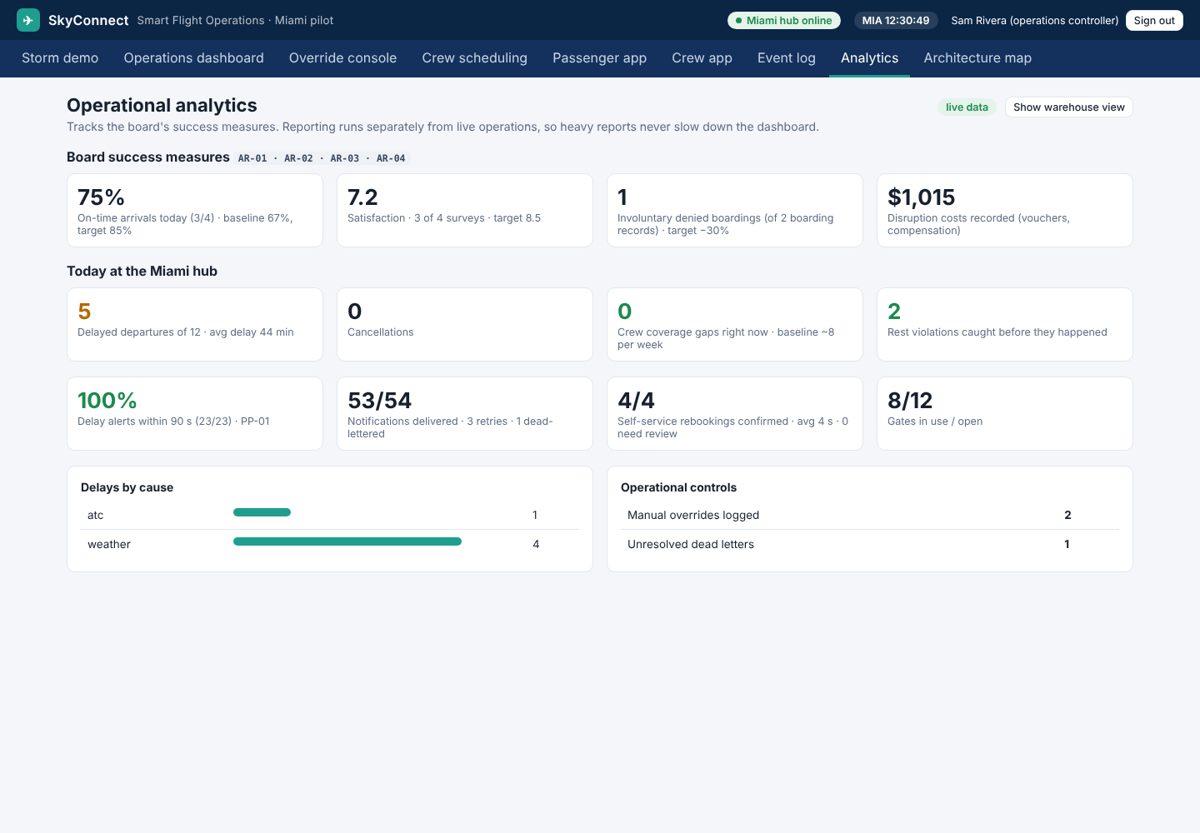 SkyConnect Smart Flight Operations · Miami pilot
Miami hub online
MIA 12:30:49
Sam Rivera (operations controller)
Sign out
Storm demo
Operations dashboard
Override console
Crew scheduling
Passenger app
Crew app
Event log
Analytics
Architecture map
Operational analytics
live data
Show warehouse view
Tracks the board's success measures. Reporting runs separately from live operations, so heavy reports never slow down the dashboard.
Board success measures AR-01 · AR-02 · AR-03 · AR-04
75%
On-time arrivals today (3/4) · baseline 67%,
target 85%
7.2
Satisfaction · 3 of 4 surveys · target 8.5
1
Involuntary denied boardings (of 2 boarding
records) · target −30%
$1,015
Disruption costs recorded (vouchers,
compensation)
Today at the Miami hub
5
Delayed departures of 12 · avg delay 44 min
0
Cancellations
0
Crew coverage gaps right now · baseline ~8
per week
2
Rest violations caught before they happened
100%
Delay alerts within 90 s (23/23) · PP-01
53/54
Notifications delivered · 3 retries · 1 dead-
lettered
4/4
Self-service rebookings confirmed · avg 4 s · 0
need review
8/12
Gates in use / open
Delays by cause
atc 1
weather 4
Operational controls
Manual overrides logged 2
Unresolved dead letters 1